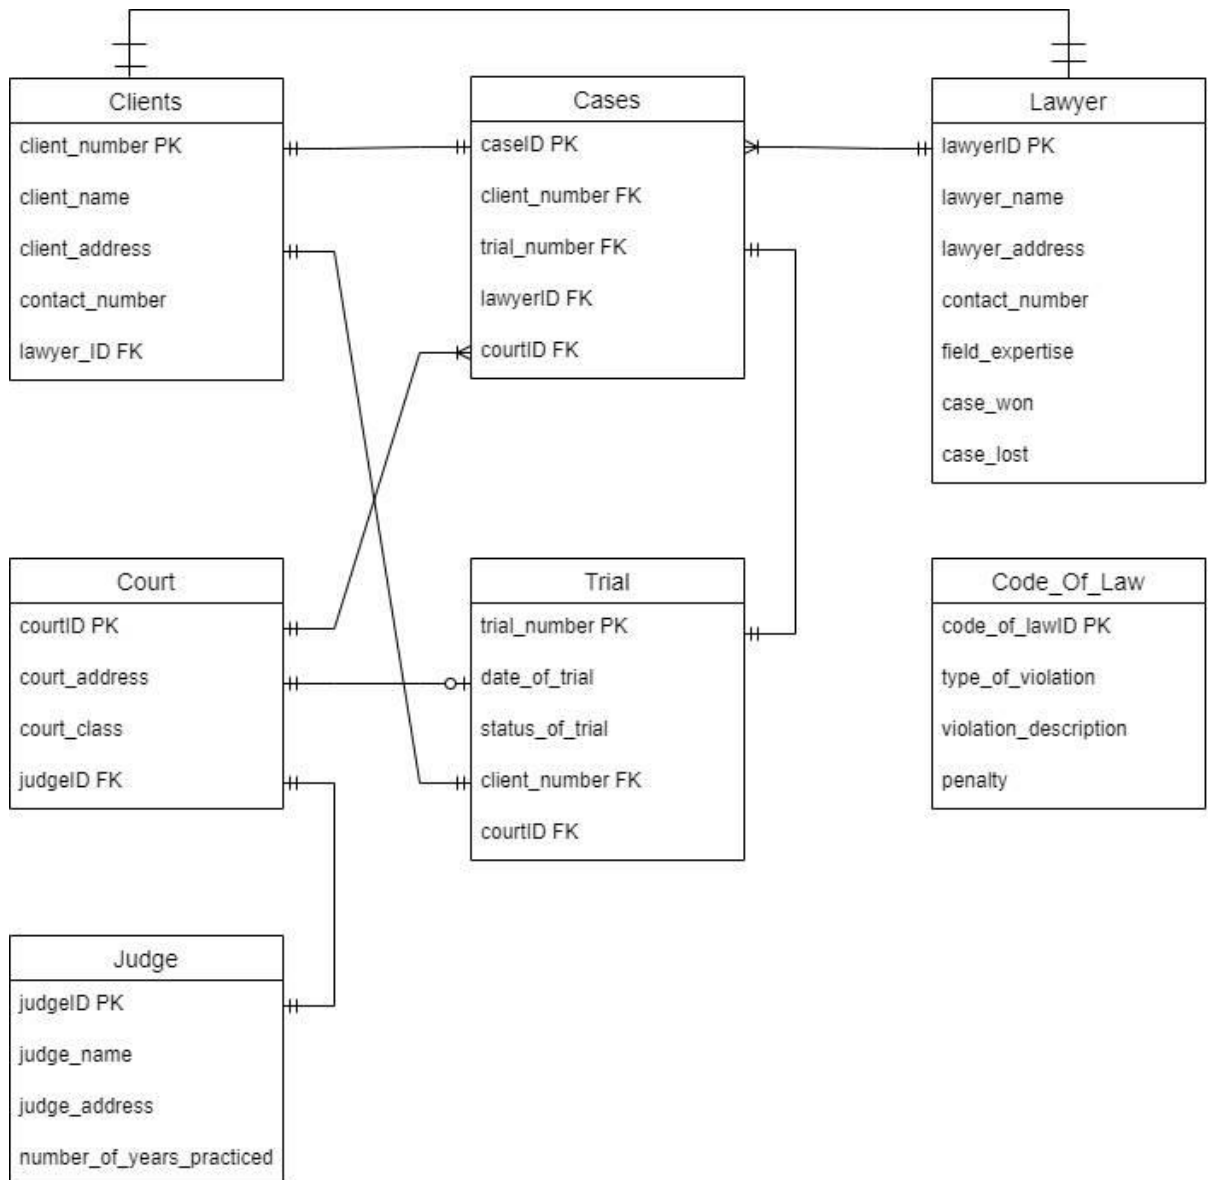 Clients
client_number PK
client_name
client_address
contact_number
lawyer_ID FK
Cases
caseID PK
client_number FK
trial_number FK
lawyerID FK
courtID FK
Lawyer
lawyerID PK
lawyer_name
lawyer_address
contact_number
field_expertise
case_won
case_lost
Court
courtID PK
court_address
court_class
judgeID FK
Trial
trial_number PK
date_of_trial
status_of_trial
client_number FK
courtID FK
Code_Of_Law
code_of_lawID PK
type_of_violation
violation_description
penalty
Judge
judgeID PK
judge_name
judge_address
number_of_years_practiced